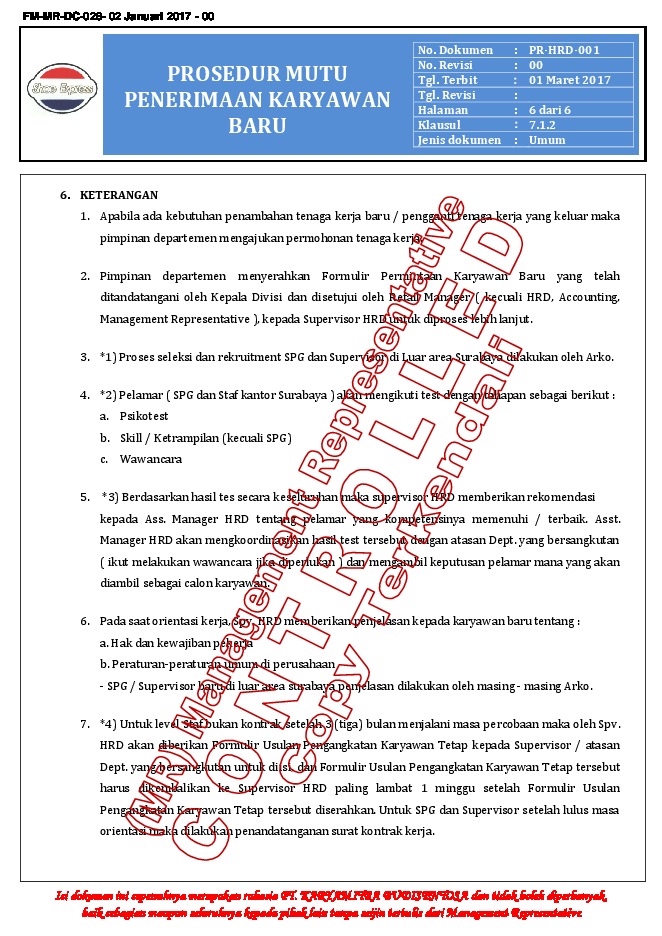 FM-MR-DC-026- 02 Januari 2017 - 00
Shoes Express
PROSEDUR MUTU
PENERIMAAN KARYAWAN
BARU
No. Dokumen : PR-HRD-001
No. Revisi : 00
Tgl. Terbit : 01 Maret 2017
Tgl. Revisi :
Halaman : 6 dari 6
Klausul : 7.1.2
Jenis dokumen : Umum
6. KETERANGAN
1. Apabila ada kebutuhan penambahan tenaga kerja baru / pengganti tenaga kerja yang keluar maka
pimpinan departemen mengajukan permohonan tenaga kerja.
2. Pimpinan departemen menyerahkan Formulir Permintaan Karyawan Baru yang telah
ditandatangani oleh Kepala Divisi dan disetujui oleh Retail Manager ( kecuali HRD, Accounting,
Management Representative ), kepada Supervisor HRD untuk diproses lebih lanjut.
3. *1) Proses seleksi dan rekruitment SPG dan Supervisor di Luar area Surabaya dilakukan oleh Arko.
4. *2) Pelamar ( SPG dan Staf kantor Surabaya ) akan mengikuti test dengan tahapan sebagai berikut :
a. Psikotest
b. Skill / Ketrampilan (kecuali SPG)
c. Wawancara
5. *3) Berdasarkan hasil tes secara keseluruhan maka supervisor HRD memberikan rekomendasi
kepada Ass. Manager HRD tentang pelamar yang kompetensinya memenuhi / terbaik. Asst.
Manager HRD akan mengkoordinasikan hasil test tersebut dengan atasan Dept. yang bersangkutan
( ikut melakukan wawancara jika diperlukan ) dan mengambil keputusan pelamar mana yang akan
diambil sebagai calon karyawan.
6. Pada saat orientasi kerja, Spv. HRD memberikan penjelasan kepada karyawan baru tentang :
a. Hak dan kewajiban pekerja
b. Peraturan-peraturan umum di perusahaan
- SPG / Supervisor baru di luar area surabaya penjelasan dilakukan oleh masing - masing Arko.
7. *4) Untuk level Staf bukan kontrak setelah 3 (tiga) bulan menjalani masa percobaan maka oleh Spv.
HRD akan diberikan Formulir Usulan Pengangkatan Karyawan Tetap kepada Supervisor / atasan
Dept. yang bersangkutan untuk diisi. dan Formulir Usulan Pengangkatan Karyawan Tetap tersebut
harus dikembalikan ke Supervisor HRD paling lambat 1 minggu setelah Formulir Usulan
Pengangkatan Karyawan Tetap tersebut diserahkan. Untuk SPG dan Supervisor setelah lulus masa
orientasi maka dilakukan penandatanganan surat kontrak kerja.
(MR) Management Representative
CONTROLLED
Copy Terkendali
Isi dokumen ini sepenuhnya merupakan rahasia PT. KARYAMITRA BUDISENTOSA dan tidak boleh diperbanyak,
baik sebagian maupun seluruhnya kepada pihak lain tanpa seijin tertulis dari Management Representative